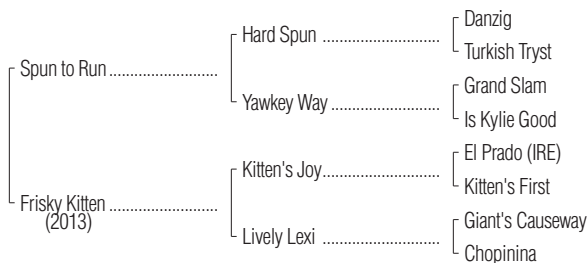 Danzig
Hard Spun
Turkish Tryst
Spun to Run
Grand Slam
Yawkey Way
Is Kylie Good
El Prado (IRE)
Kitten's Joy
Kitten's First
Frisky Kitten
(2013)
Giant's Causeway
Lively Lexi
Chopinina